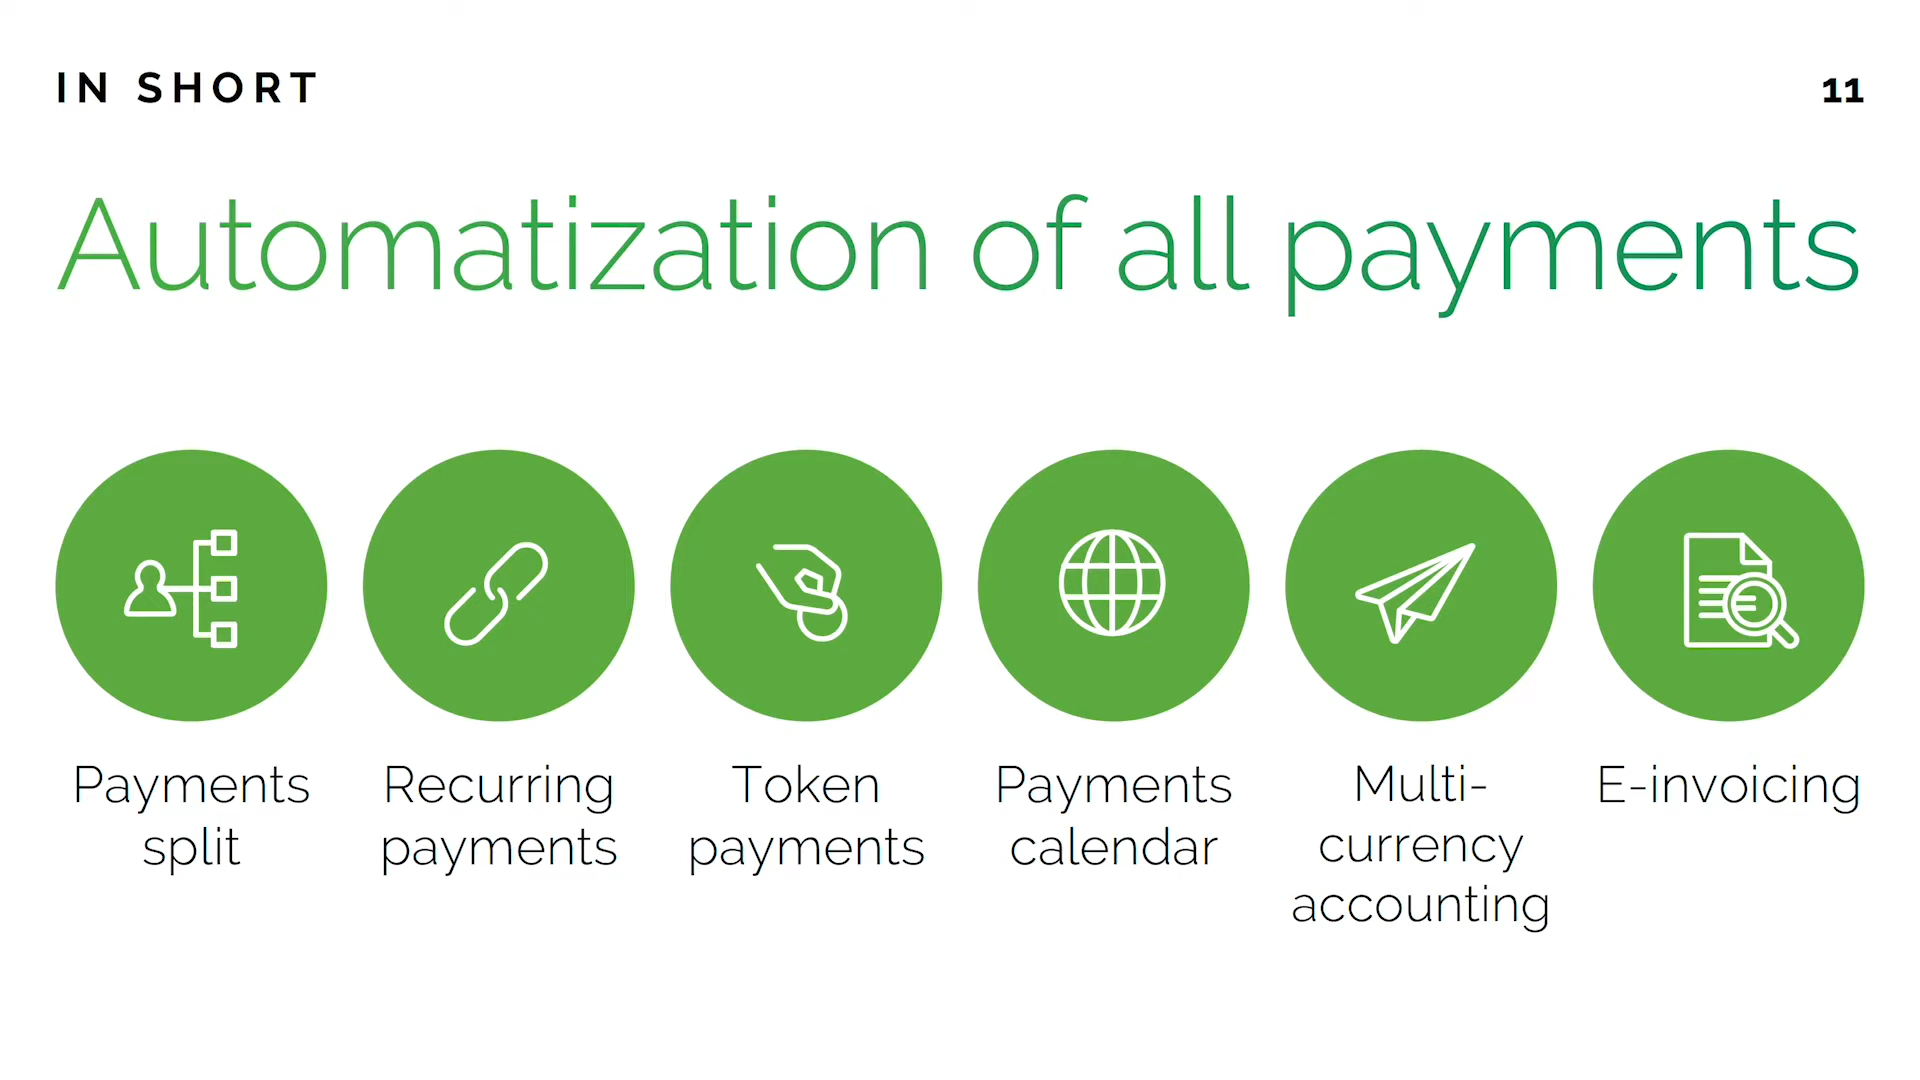 IN SHORT
11
Automatization of all payments
Payments
split
Recurring
payments
Token
payments
Payments
calendar
Multi-
currency
accounting
E-invoicing